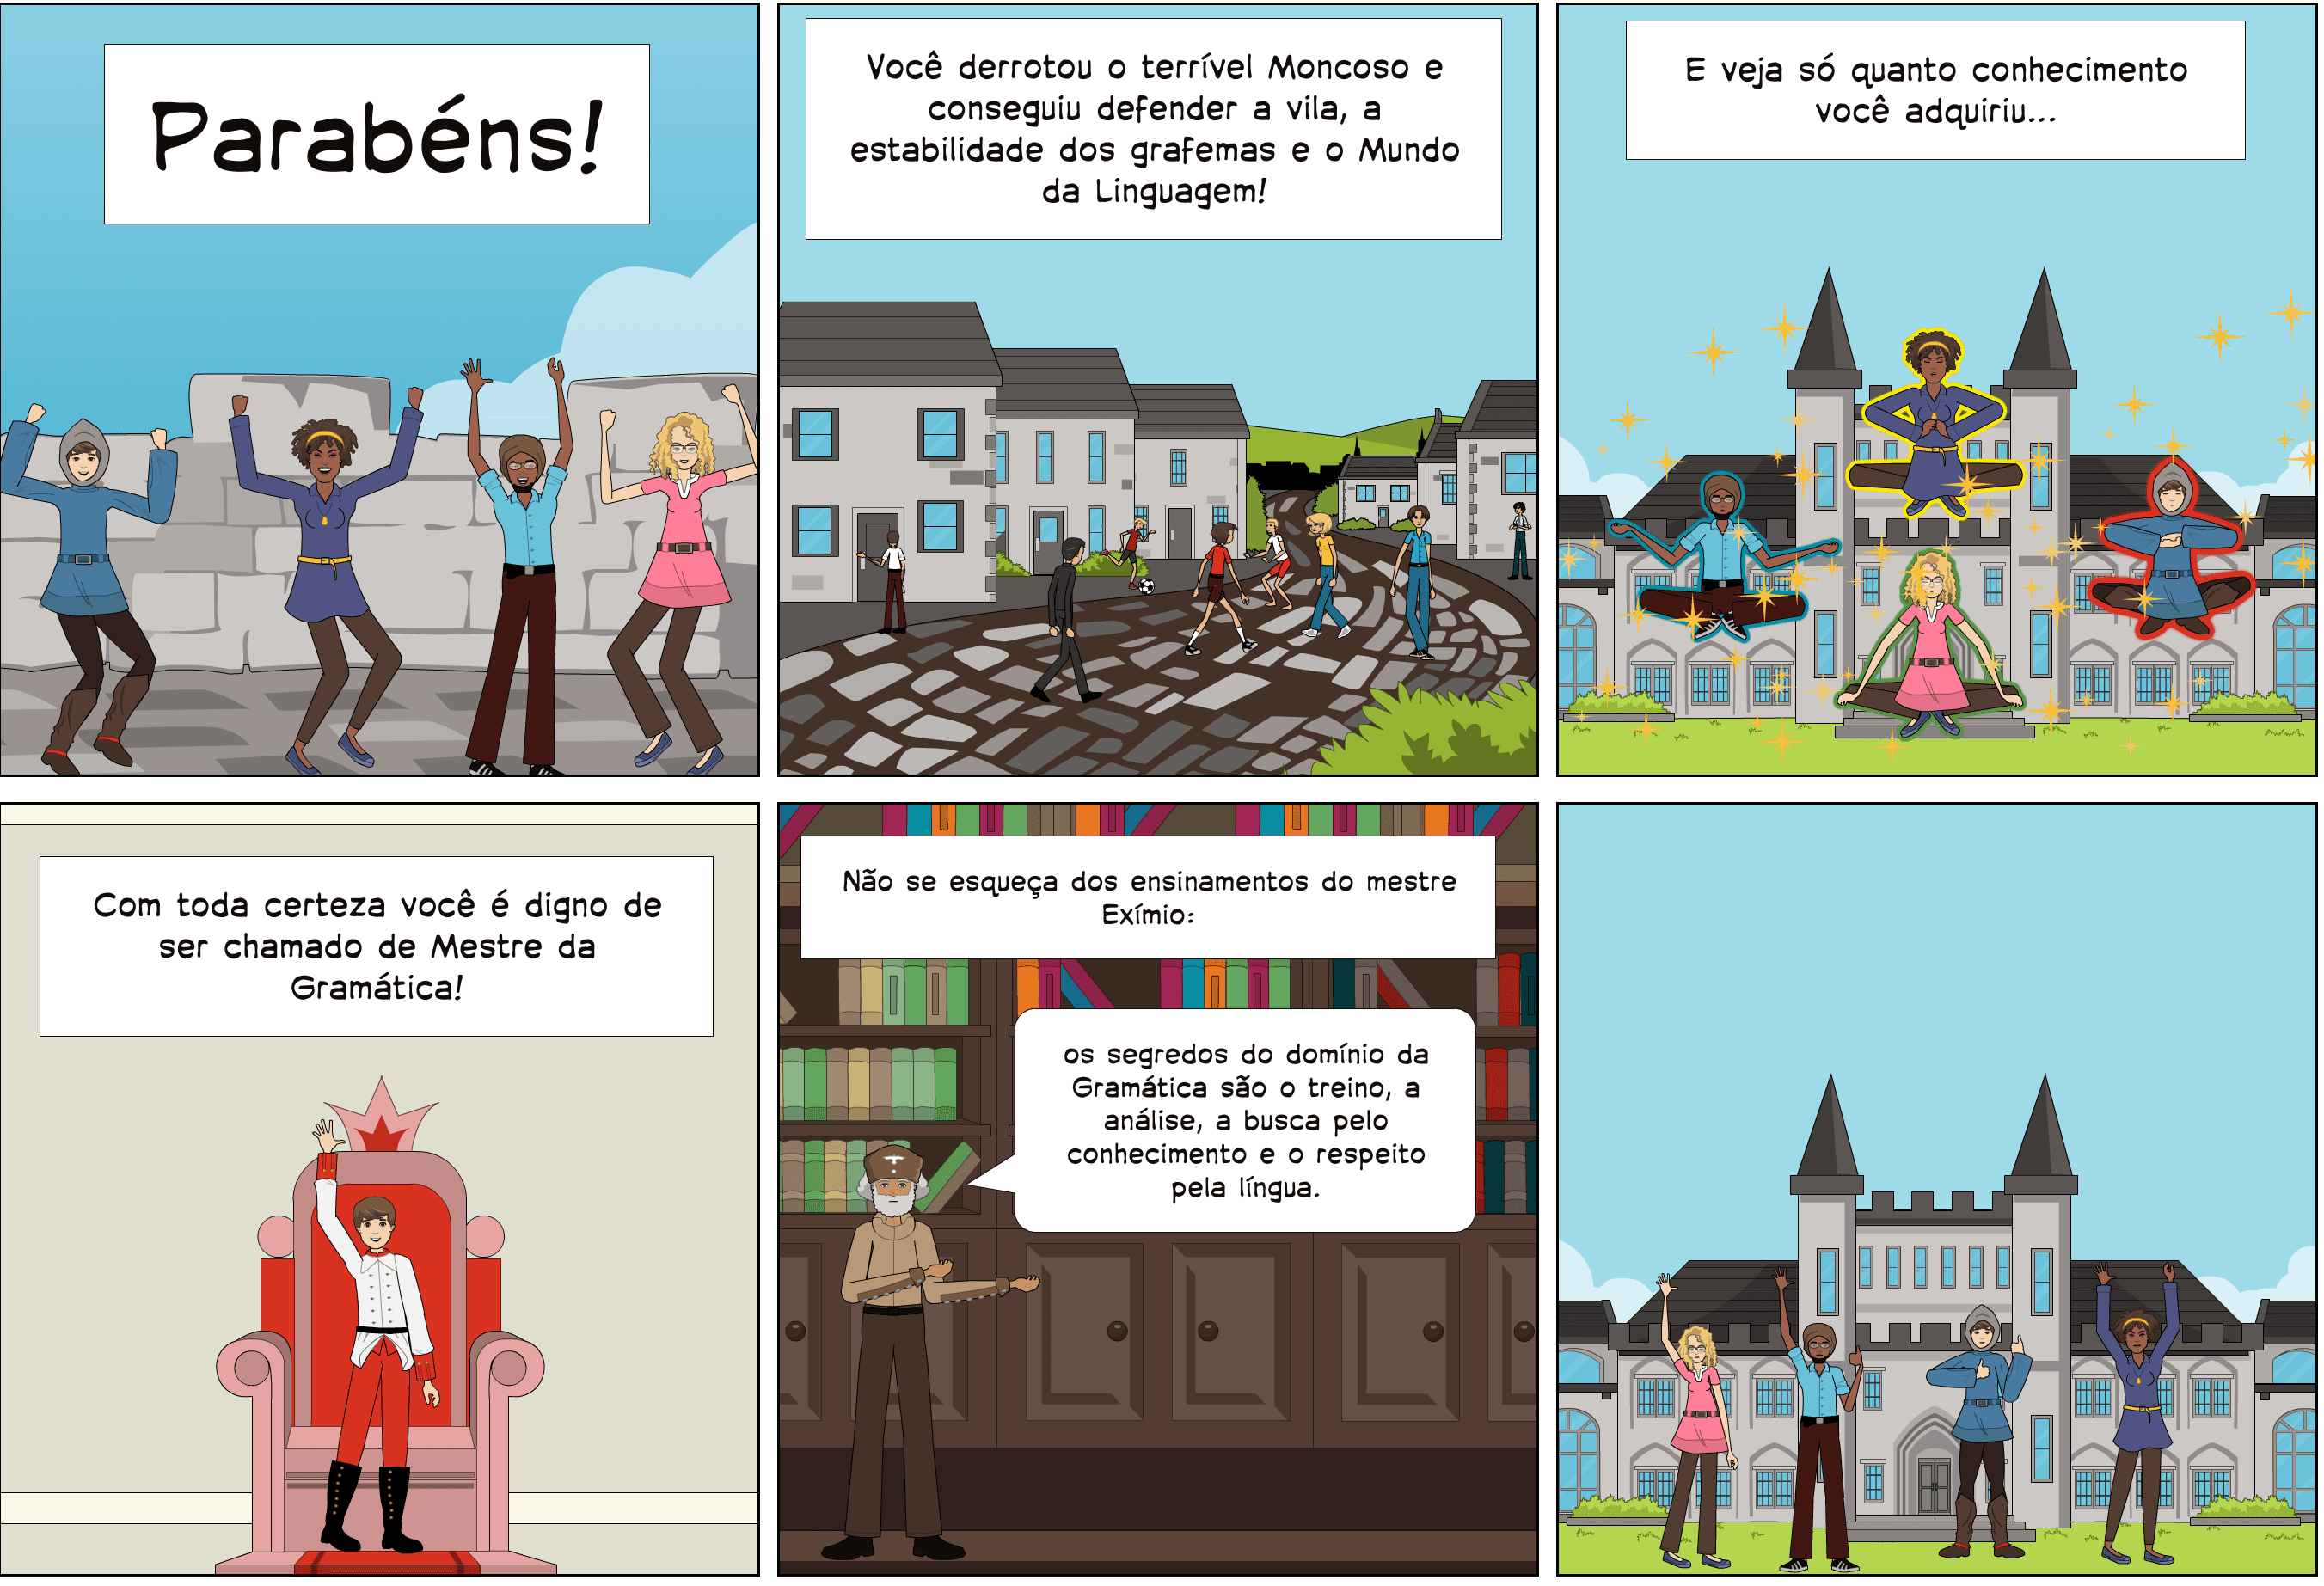 Parabéns!
Você derrotou o terrível Moncoso e
conseguiu defender a vila, a
estabilidade dos grafemas e o Mundo
da Linguagem!
E veja só quanto conhecimento
você adquiriu...
Com toda certeza você é digno de
ser chamado de Mestre da
Gramática!
Não se esqueça dos ensinamentos do mestre
Exímio:
os segredos do domínio da
Gramática são o treino, a
análise, a busca pelo
conhecimento e o respeito
pela língua.